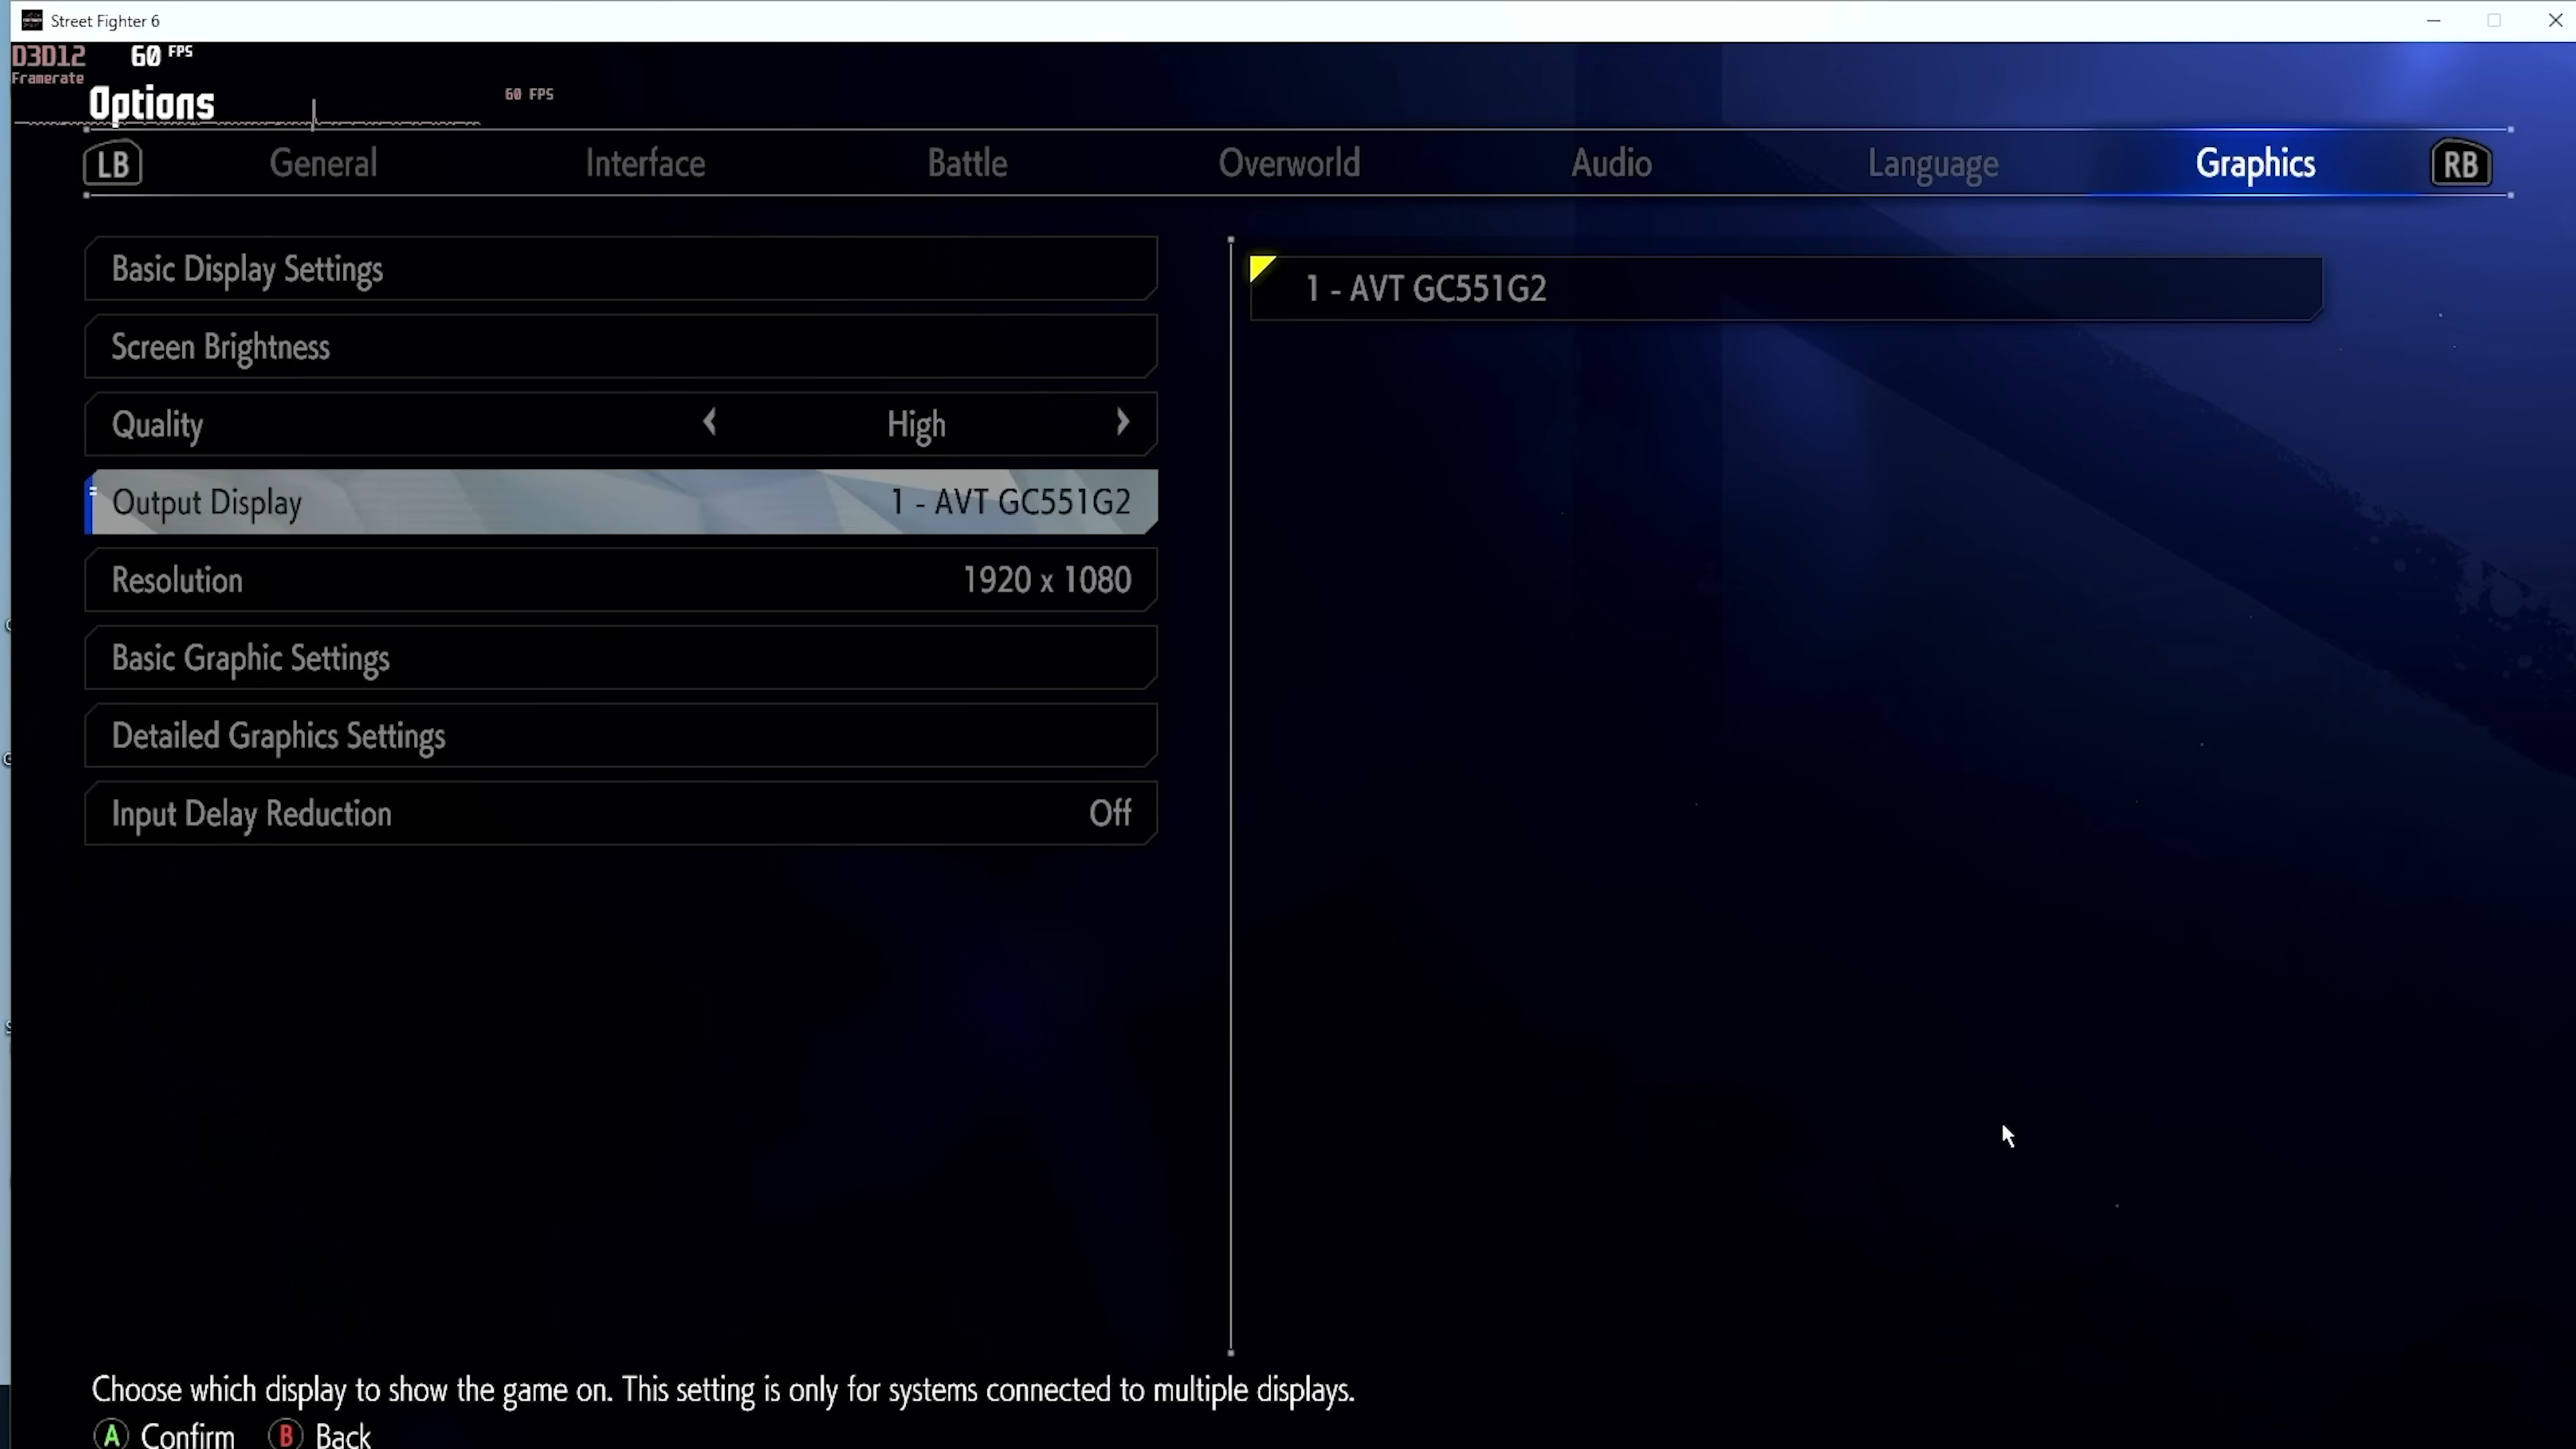 Street Fighter 6
D3D12 60 FPS
Framerate
60 FPS
Options
LB General Interface Battle Overworld Audio Language Graphics RB
Basic Display Settings
1 - AVT GC551G2
Screen Brightness
Quality High
Output Display 1 - AVT GC551G2
Resolution 1920 x 1080
Basic Graphic Settings
Detailed Graphics Settings
Input Delay Reduction Off
Choose which display to show the game on. This setting is only for systems connected to multiple displays.
A Confirm B Back